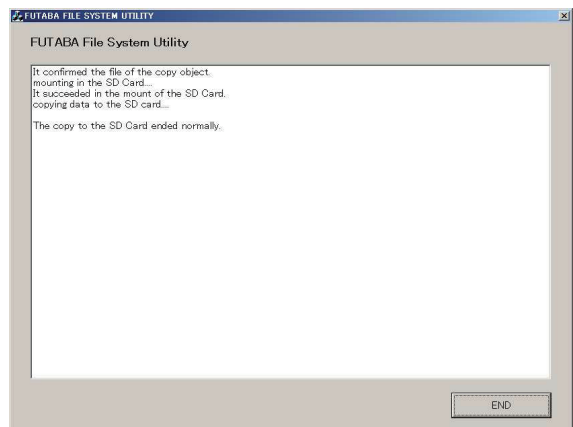 FUTABA FILE SYSTEM UTILITY
FUTABA File System Utility
It confirmed the file of the copy object.
mounting in the SD Card....
It succeeded in the mount of the SD Card.
copying data to the SD card....
The copy to the SD Card ended normally.
END